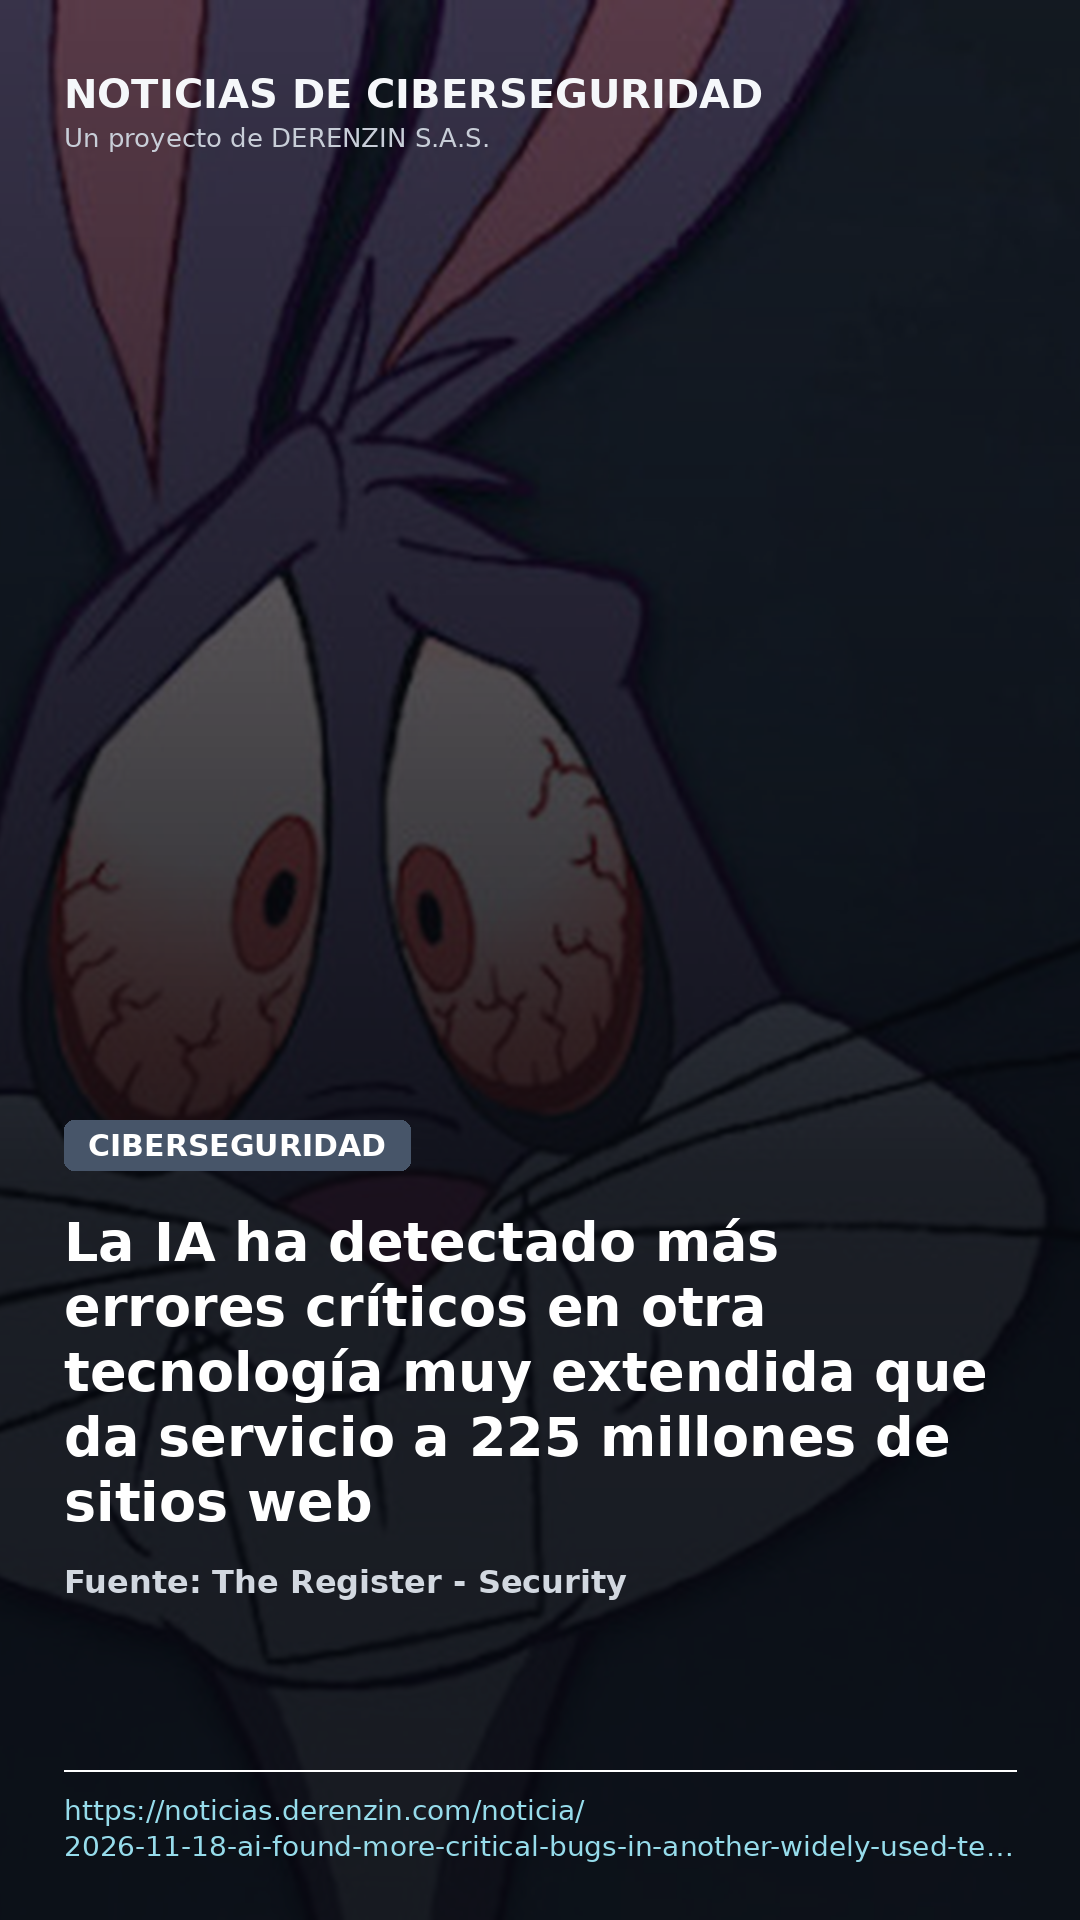 NOTICIAS DE CIBERSEGURIDAD
Un proyecto de DERENZIN S.A.S.
CIBERSEGURIDAD
La IA ha detectado más
errores críticos en otra
tecnología muy extendida que
da servicio a 225 millones de
sitios web
Fuente: The Register - Security
https://noticias.derenzin.com/noticia/
2026-11-18-ai-found-more-critical-bugs-in-another-widely-used-te…